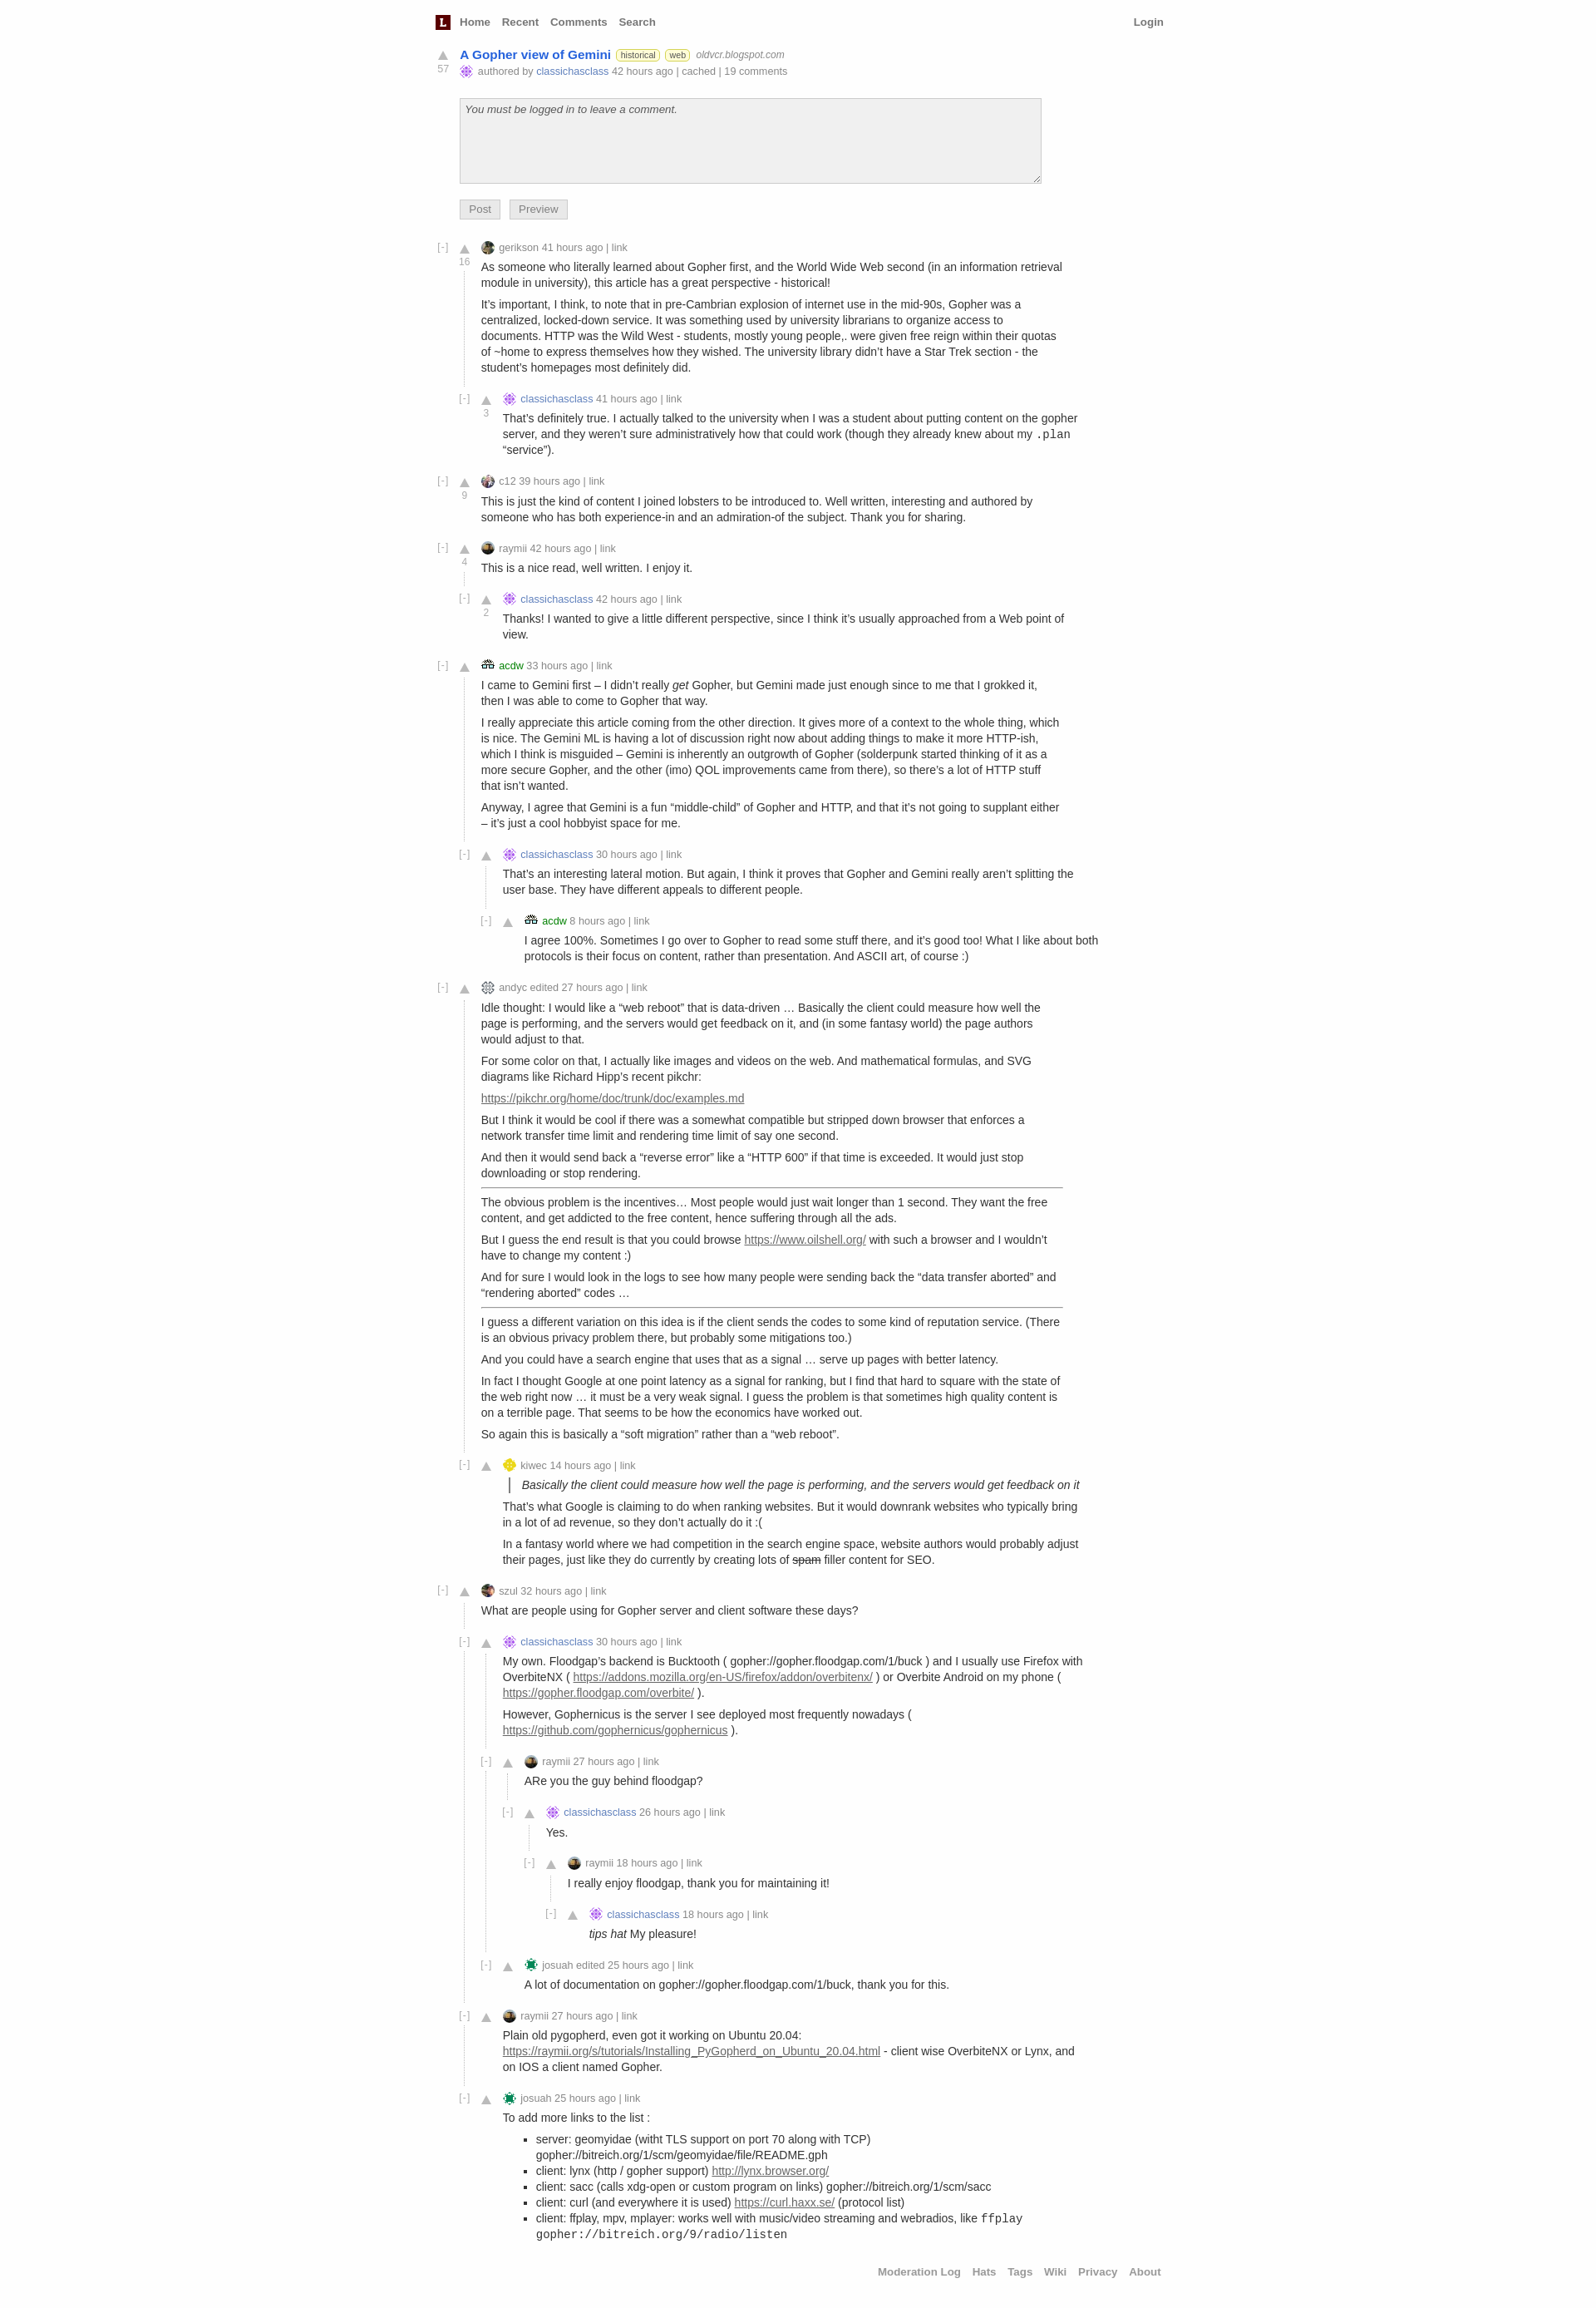 L Home Recent Comments Search Login
A Gopher view of Gemini historical web oldvcr.blogspot.com
57 authored by classichasclass 42 hours ago | cached | 19 comments
You must be logged in to leave a comment.
Post Preview
[-] gerikson 41 hours ago | link
16
As someone who literally learned about Gopher first, and the World Wide Web second (in an information retrieval
module in university), this article has a great perspective - historical!
It’s important, I think, to note that in pre-Cambrian explosion of internet use in the mid-90s, Gopher was a
centralized, locked-down service. It was something used by university librarians to organize access to
documents. HTTP was the Wild West - students, mostly young people,. were given free reign within their quotas
of ~home to express themselves how they wished. The university library didn’t have a Star Trek section - the
student’s homepages most definitely did.
[-] classichasclass 41 hours ago | link
3
That’s definitely true. I actually talked to the university when I was a student about putting content on the gopher
server, and they weren’t sure administratively how that could work (though they already knew about my .plan
“service”).
[-] c12 39 hours ago | link
9
This is just the kind of content I joined lobsters to be introduced to. Well written, interesting and authored by
someone who has both experience-in and an admiration-of the subject. Thank you for sharing.
[-] raymii 42 hours ago | link
4
This is a nice read, well written. I enjoy it.
[-] classichasclass 42 hours ago | link
2
Thanks! I wanted to give a little different perspective, since I think it’s usually approached from a Web point of
view.
[-] acdw 33 hours ago | link
I came to Gemini first – I didn’t really get Gopher, but Gemini made just enough since to me that I grokked it,
then I was able to come to Gopher that way.
I really appreciate this article coming from the other direction. It gives more of a context to the whole thing, which
is nice. The Gemini ML is having a lot of discussion right now about adding things to make it more HTTP-ish,
which I think is misguided – Gemini is inherently an outgrowth of Gopher (solderpunk started thinking of it as a
more secure Gopher, and the other (imo) QOL improvements came from there), so there’s a lot of HTTP stuff
that isn’t wanted.
Anyway, I agree that Gemini is a fun “middle-child” of Gopher and HTTP, and that it’s not going to supplant either
– it’s just a cool hobbyist space for me.
[-] classichasclass 30 hours ago | link
That’s an interesting lateral motion. But again, I think it proves that Gopher and Gemini really aren’t splitting the
user base. They have different appeals to different people.
[-] acdw 8 hours ago | link
I agree 100%. Sometimes I go over to Gopher to read some stuff there, and it’s good too! What I like about both
protocols is their focus on content, rather than presentation. And ASCII art, of course :)
[-] andyc edited 27 hours ago | link
Idle thought: I would like a “web reboot” that is data-driven … Basically the client could measure how well the
page is performing, and the servers would get feedback on it, and (in some fantasy world) the page authors
would adjust to that.
For some color on that, I actually like images and videos on the web. And mathematical formulas, and SVG
diagrams like Richard Hipp’s recent pikchr:
https://pikchr.org/home/doc/trunk/doc/examples.md
But I think it would be cool if there was a somewhat compatible but stripped down browser that enforces a
network transfer time limit and rendering time limit of say one second.
And then it would send back a “reverse error” like a “HTTP 600” if that time is exceeded. It would just stop
downloading or stop rendering.
The obvious problem is the incentives… Most people would just wait longer than 1 second. They want the free
content, and get addicted to the free content, hence suffering through all the ads.
But I guess the end result is that you could browse https://www.oilshell.org/ with such a browser and I wouldn’t
have to change my content :)
And for sure I would look in the logs to see how many people were sending back the “data transfer aborted” and
“rendering aborted” codes …
I guess a different variation on this idea is if the client sends the codes to some kind of reputation service. (There
is an obvious privacy problem there, but probably some mitigations too.)
And you could have a search engine that uses that as a signal … serve up pages with better latency.
In fact I thought Google at one point latency as a signal for ranking, but I find that hard to square with the state of
the web right now … it must be a very weak signal. I guess the problem is that sometimes high quality content is
on a terrible page. That seems to be how the economics have worked out.
So again this is basically a “soft migration” rather than a “web reboot”.
[-] kiwec 14 hours ago | link
Basically the client could measure how well the page is performing, and the servers would get feedback on it
That’s what Google is claiming to do when ranking websites. But it would downrank websites who typically bring
in a lot of ad revenue, so they don’t actually do it :(
In a fantasy world where we had competition in the search engine space, website authors would probably adjust
their pages, just like they do currently by creating lots of spam filler content for SEO.
[-] szul 32 hours ago | link
What are people using for Gopher server and client software these days?
[-] classichasclass 30 hours ago | link
My own. Floodgap’s backend is Bucktooth ( gopher://gopher.floodgap.com/1/buck ) and I usually use Firefox with
OverbiteNX ( https://addons.mozilla.org/en-US/firefox/addon/overbitenx/ ) or Overbite Android on my phone (
https://gopher.floodgap.com/overbite/ ).
However, Gophernicus is the server I see deployed most frequently nowadays (
https://github.com/gophernicus/gophernicus ).
[-] raymii 27 hours ago | link
ARe you the guy behind floodgap?
[-] classichasclass 26 hours ago | link
Yes.
[-] raymii 18 hours ago | link
I really enjoy floodgap, thank you for maintaining it!
[-] classichasclass 18 hours ago | link
tips hat My pleasure!
[-] josuah edited 25 hours ago | link
A lot of documentation on gopher://gopher.floodgap.com/1/buck, thank you for this.
[-] raymii 27 hours ago | link
Plain old pygopherd, even got it working on Ubuntu 20.04:
https://raymii.org/s/tutorials/Installing_PyGopherd_on_Ubuntu_20.04.html - client wise OverbiteNX or Lynx, and
on IOS a client named Gopher.
[-] josuah 25 hours ago | link
To add more links to the list :
▪ server: geomyidae (witht TLS support on port 70 along with TCP)
gopher://bitreich.org/1/scm/geomyidae/file/README.gph
▪ client: lynx (http / gopher support) http://lynx.browser.org/
▪ client: sacc (calls xdg-open or custom program on links) gopher://bitreich.org/1/scm/sacc
▪ client: curl (and everywhere it is used) https://curl.haxx.se/ (protocol list)
▪ client: ffplay, mpv, mplayer: works well with music/video streaming and webradios, like ffplay
gopher://bitreich.org/9/radio/listen
Moderation Log Hats Tags Wiki Privacy About